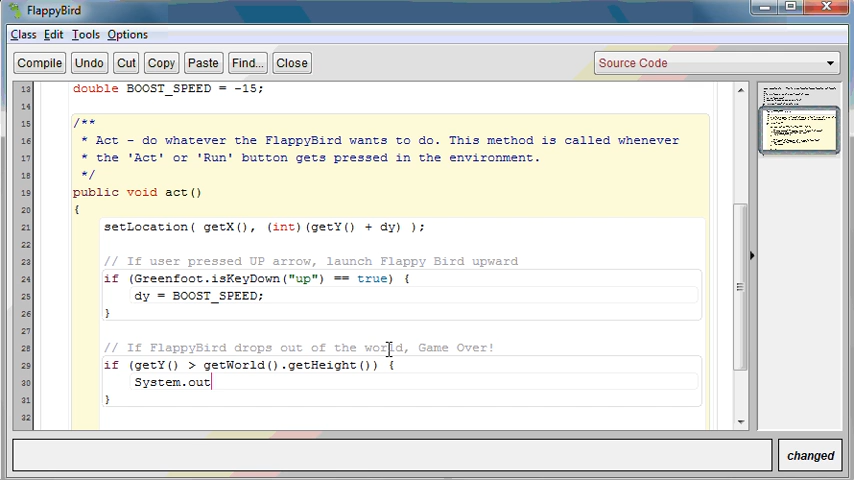 FlappyBird
Class Edit Tools Options
Compile Undo Cut Copy Paste Find... Close Source Code
13 double BOOST_SPEED = -15;
14
15 /**
16 * Act - do whatever the FlappyBird wants to do. This method is called whenever
17 * the 'Act' or 'Run' button gets pressed in the environment.
18 */
19 public void act()
20 {
21 setLocation( getX(), (int)(getY() + dy) );
22
23 // If user pressed UP arrow, launch Flappy Bird upward
24 if (Greenfoot.isKeyDown("up") == true) {
25 dy = BOOST_SPEED;
26 }
27
28 // If FlappyBird drops out of the world, Game Over!
29 if (getY() > getWorld().getHeight()) {
30 System.out
31 }
32
changed